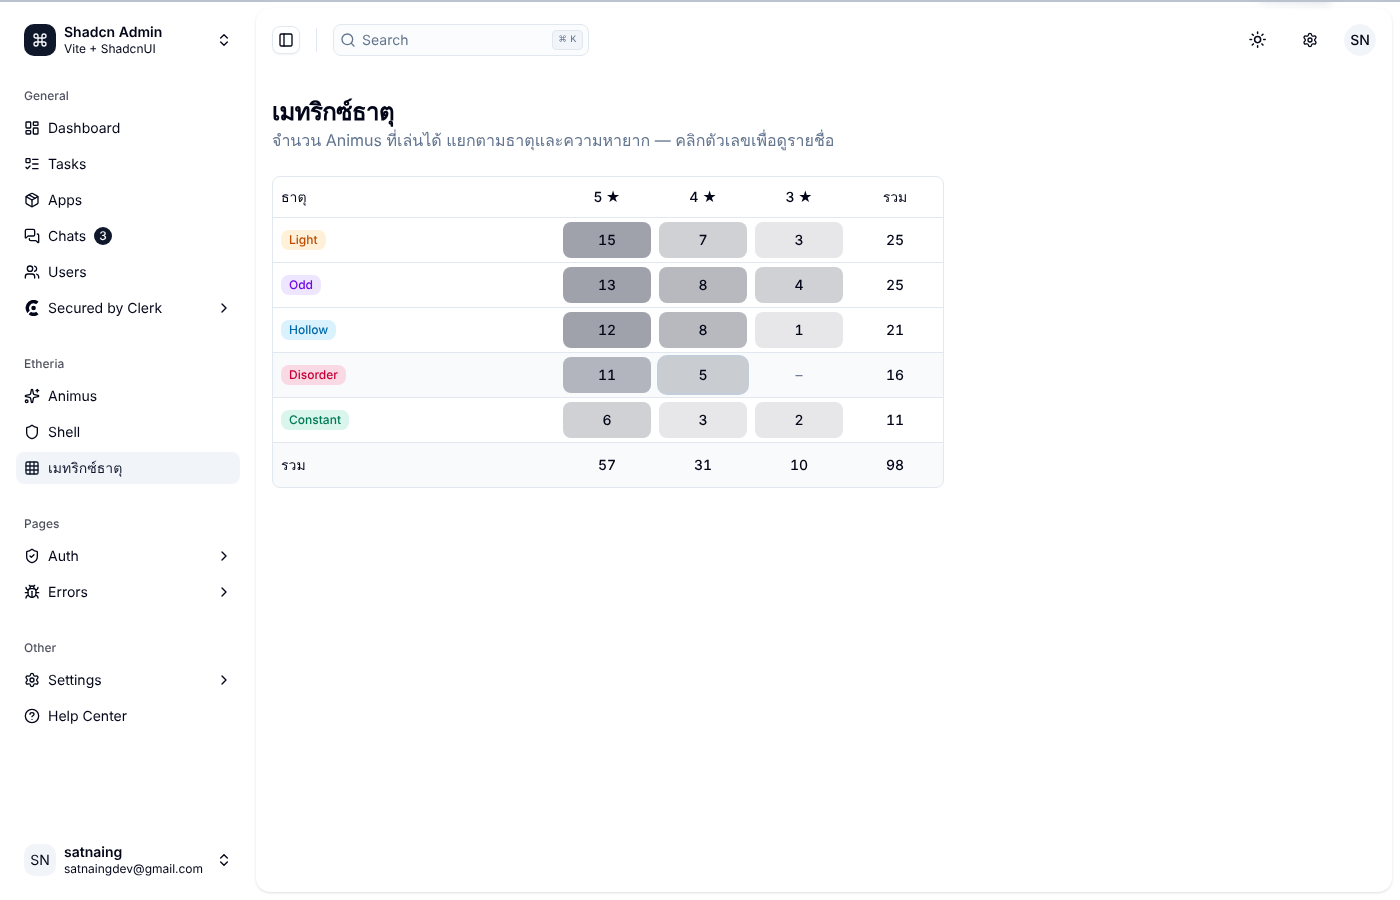 Shadcn Admin
Vite + ShadcnUI
General
Dashboard
Tasks
Apps
Chats 3
Users
Secured by Clerk
Etheria
Animus
Shell
เมทริกซ์ธาตุ
Pages
Auth
Errors
Other
Settings
Help Center
SN
satnaing
satnaingdev@gmail.com
Search ⌘ K
SN
เมทริกซ์ธาตุ
จำนวน Animus ที่เล่นได้ แยกตามธาตุและความหายาก — คลิกตัวเลขเพื่อดูรายชื่อ
ธาตุ 5 ★ 4 ★ 3 ★ รวม
Light 15 7 3 25
Odd 13 8 4 25
Hollow 12 8 1 21
Disorder 11 5 – 16
Constant 6 3 2 11
รวม 57 31 10 98